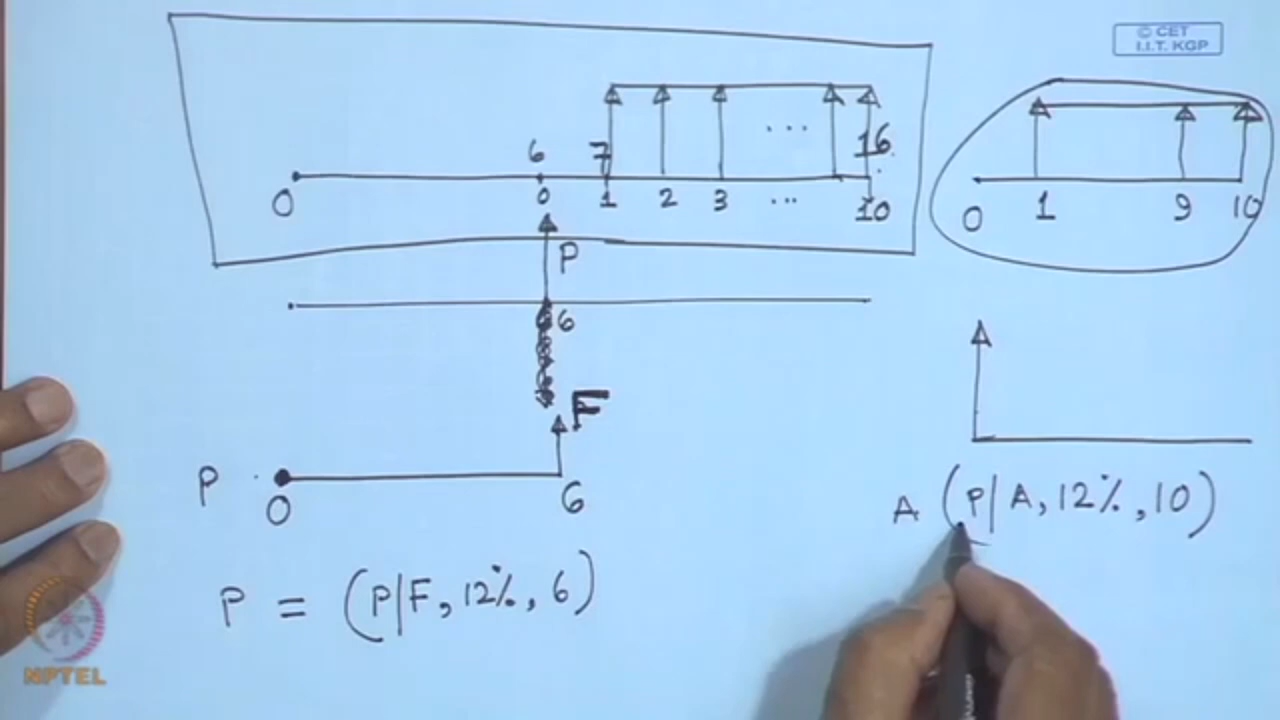 © CET
I.I.T. KGP
6 7 16
0 0 1 2 3 ... 10
0 1 9 10
P
6
F
P 0 6
A (P/A, 12%, 10)
P = (P/F, 12%, 6)
NPTEL